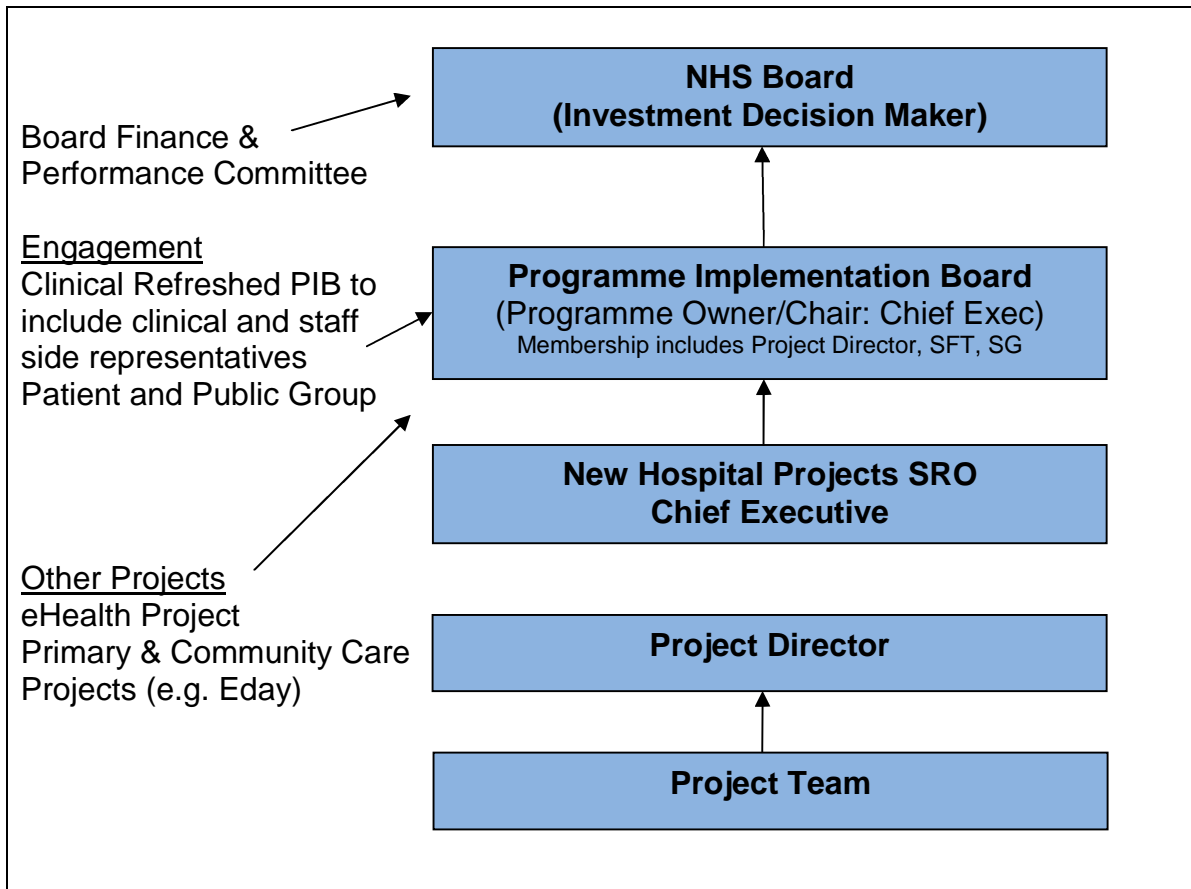 NHS Board
(Investment Decision Maker)
Board Finance &
Performance Committee
Engagement
Clinical Refreshed PIB to
include clinical and staff
side representatives
Patient and Public Group
Programme Implementation Board
(Programme Owner/Chair: Chief Exec)
Membership includes Project Director, SFT, SG
New Hospital Projects SRO
Chief Executive
Other Projects
eHealth Project
Primary & Community Care
Projects (e.g. Eday)
Project Director
Project Team